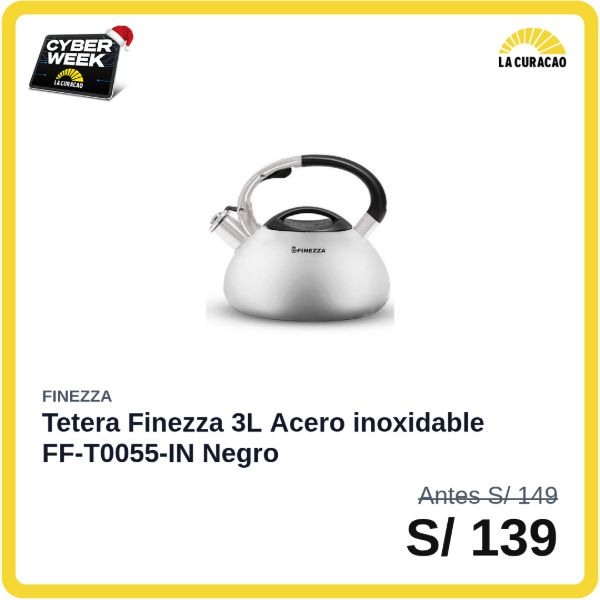 CYBER
WEEK
LA CURACAO
LA CURACAO
FINEZZA
FINEZZA
Tetera Finezza 3L Acero inoxidable
FF-T0055-IN Negro
Antes S/ 149
S/ 139